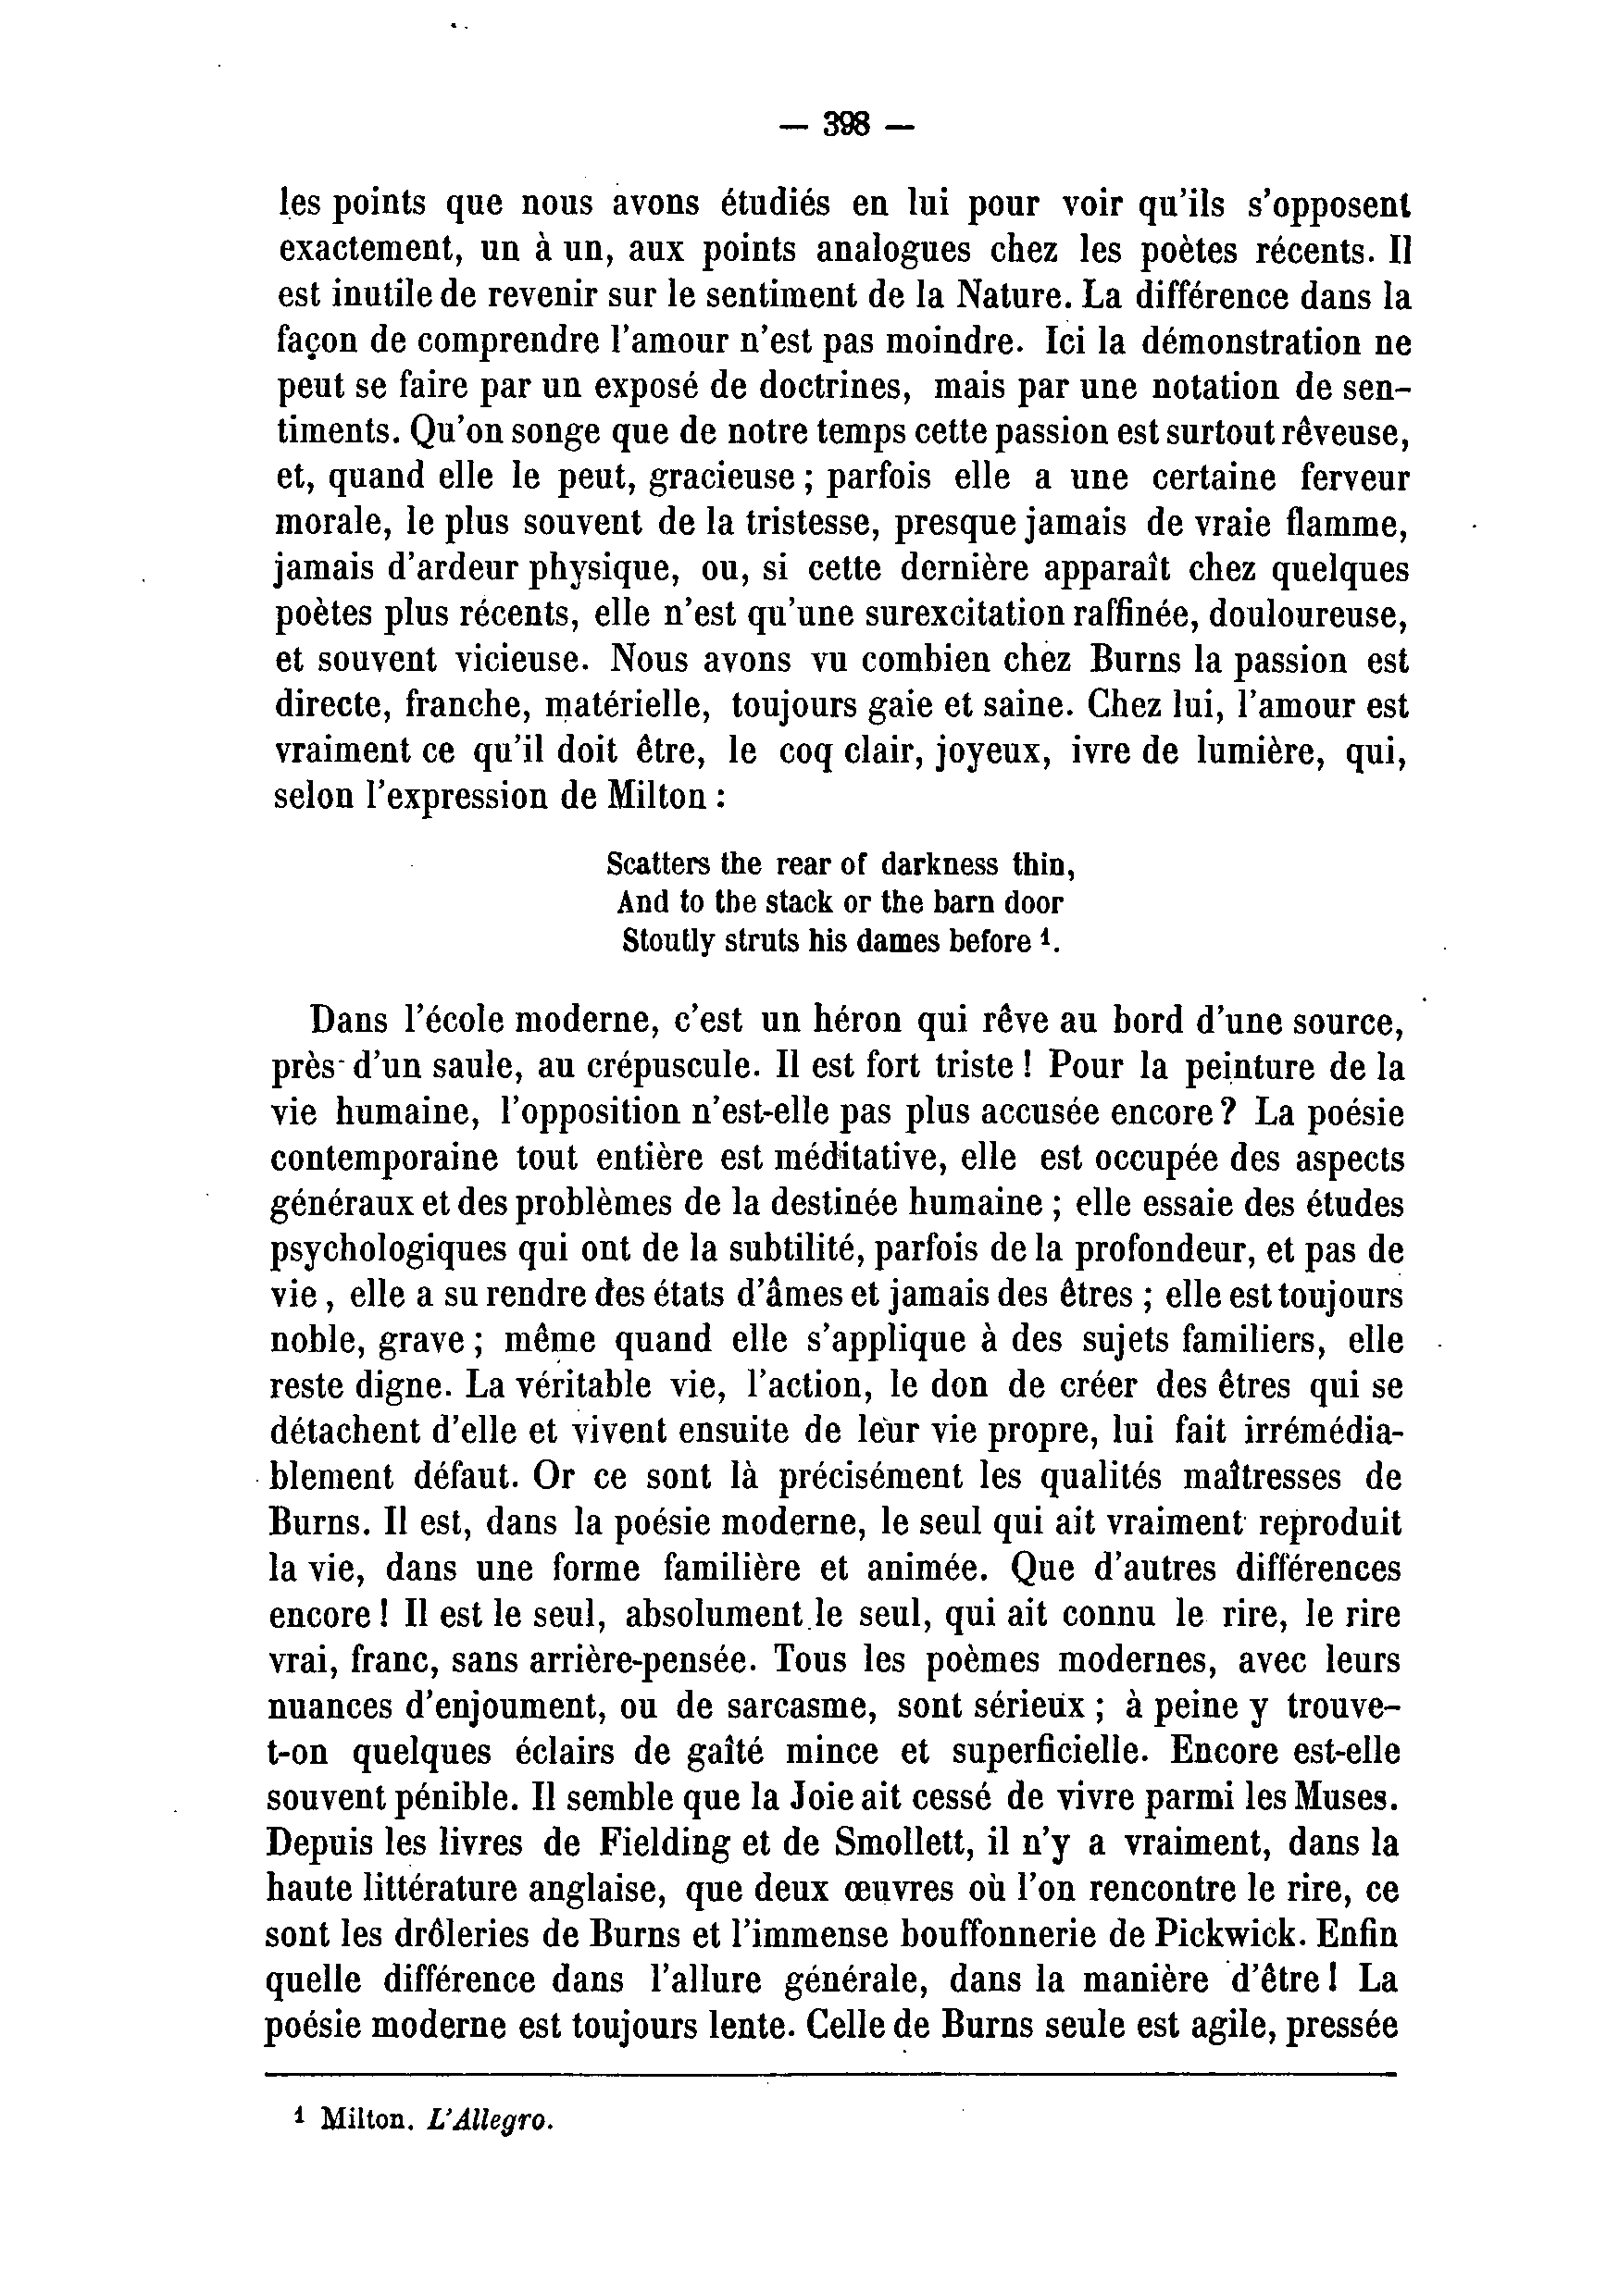 — 398 —
les points que nous avons étudiés en lui pour voir qu'ils s'opposent
exactement, un à un, aux points analogues chez les poètes récents. Il
est inutile de revenir sur le sentiment de la Nature. La différence dans la
façon de comprendre l'amour n'est pas moindre. Ici la démonstration ne
peut se faire par un exposé de doctrines, mais par une notation de sen-
timents. Qu'on songe que de notre temps cette passion est surtout rêveuse,
et, quand elle le peut, gracieuse ; parfois elle a une certaine ferveur
morale, le plus souvent de la tristesse, presque jamais de vraie flamme,
jamais d'ardeur physique, ou, si cette dernière apparaît chez quelques
poètes plus récents, elle n'est qu'une surexcitation raffinée, douloureuse,
et souvent vicieuse. Nous avons vu combien chez Burns la passion est
directe, franche, matérielle, toujours gaie et saine. Chez lui, l'amour est
vraiment ce qu'il doit être, le coq clair, joyeux, ivre de lumière, qui,
selon l'expression de Milton :
Scatters the rear of darkness thin,
And to the stack or the barn door
Stoutly struts his dames before 1.
Dans l'école moderne, c'est un héron qui rêve au bord d'une source,
près d'un saule, au crépuscule. Il est fort triste ! Pour la peinture de la
vie humaine, l'opposition n'est-elle pas plus accusée encore ? La poésie
contemporaine tout entière est méditative, elle est occupée des aspects
généraux et des problèmes de la destinée humaine ; elle essaie des études
psychologiques qui ont de la subtilité, parfois de la profondeur, et pas de
vie, elle a su rendre des états d'âmes et jamais des êtres ; elle est toujours
noble, grave ; même quand elle s'applique à des sujets familiers, elle
reste digne. La véritable vie, l'action, le don de créer des êtres qui se
détachent d'elle et vivent ensuite de leur vie propre, lui fait irrémédia-
blement défaut. Or ce sont là précisément les qualités maîtresses de
Burns. Il est, dans la poésie moderne, le seul qui ait vraiment reproduit
la vie, dans une forme familière et animée. Que d'autres différences
encore ! Il est le seul, absolument le seul, qui ait connu le rire, le rire
vrai, franc, sans arrière-pensée. Tous les poèmes modernes, avec leurs
nuances d'enjoument, ou de sarcasme, sont sérieux ; à peine y trouve-
t-on quelques éclairs de gaîté mince et superficielle. Encore est-elle
souvent pénible. Il semble que la Joie ait cessé de vivre parmi les Muses.
Depuis les livres de Fielding et de Smollett, il n'y a vraiment, dans la
haute littérature anglaise, que deux œuvres où l'on rencontre le rire, ce
sont les drôleries de Burns et l'immense bouffonnerie de Pickwick. Enfin
quelle différence dans l'allure générale, dans la manière d'être ! La
poésie moderne est toujours lente. Celle de Burns seule est agile, pressée
1 Milton. L'Allegro.